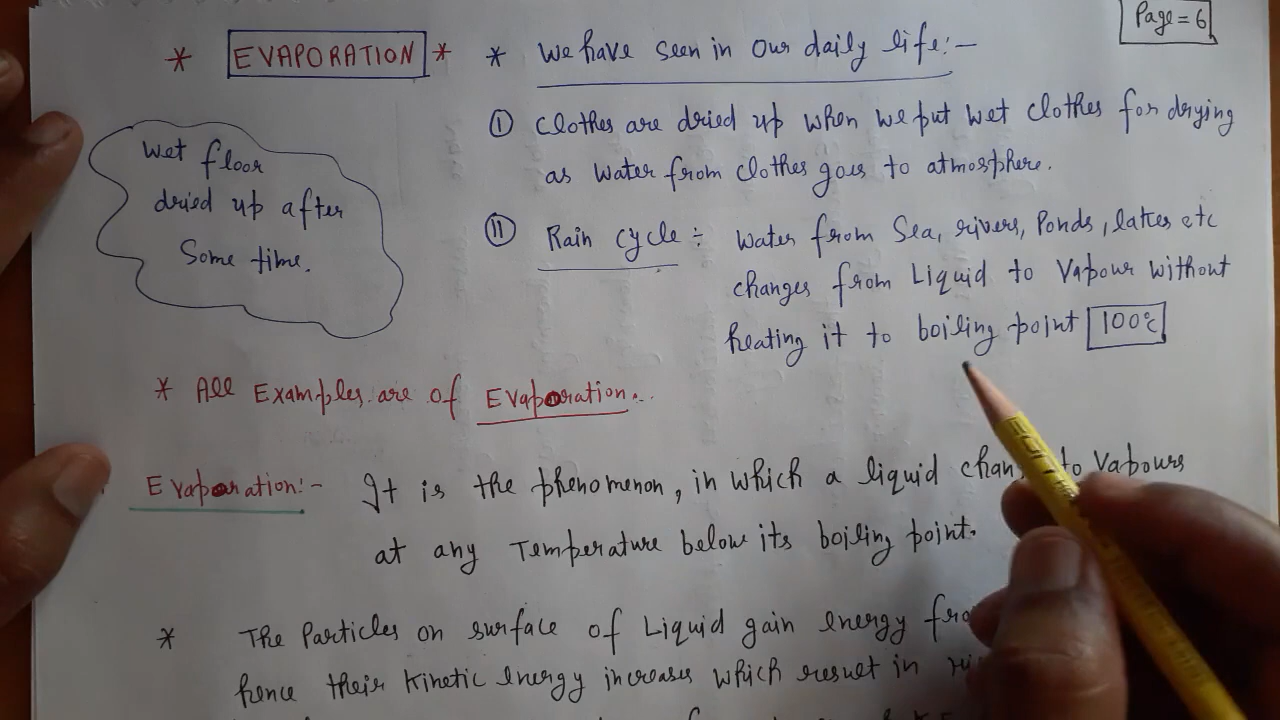 Page = 6
* EVAPORATION *
* We have seen in our daily life:-
① Clothes are dried up when we put wet clothes for drying
as water from clothes goes to atmosphere.
Wet floor
dried up after
Some time.
② Rain cycle :- Water from Sea, rivers, Ponds, lakes etc
changes from Liquid to Vapour without
heating it to boiling point 100°C
* All Examples are of Evaporation..
Evaporation:- It is the phenomenon, in which a liquid chan to Vapours
at any Temperature below its boiling point.
* The Particles on surface of Liquid gain energy
hence their Kinetic energy increases which result in